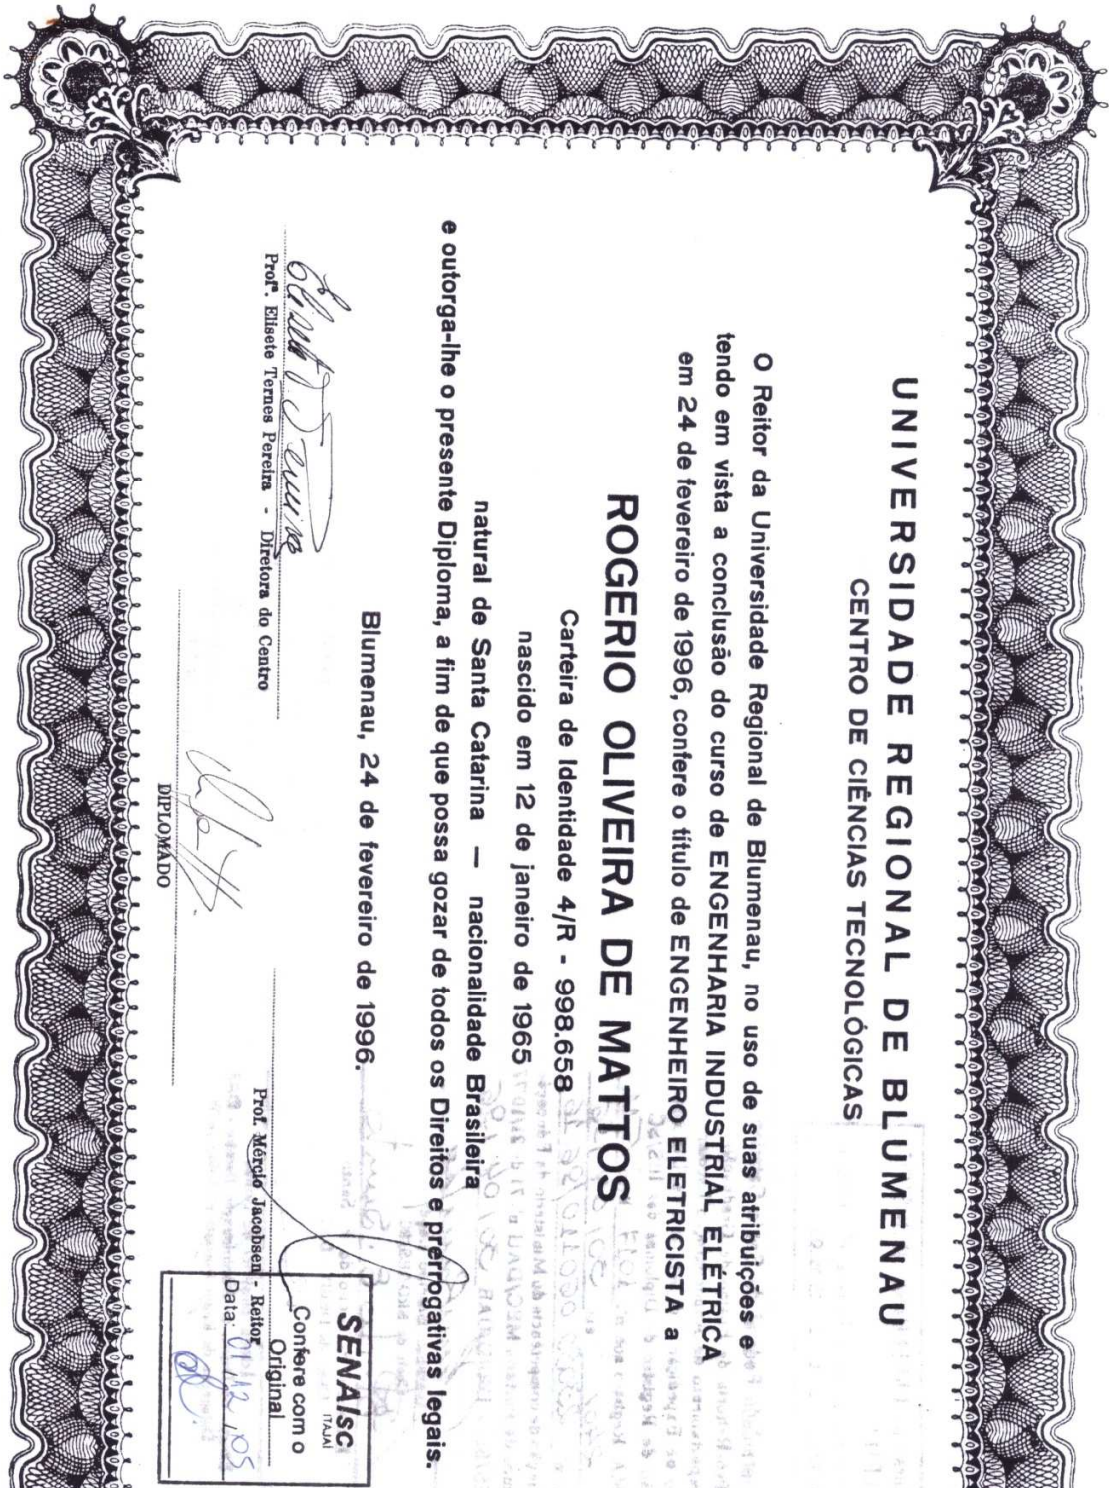 UNIVERSIDADE REGIONAL DE BLUMENAU
CENTRO DE CIÊNCIAS TECNOLÓGICAS
O Reitor da Universidade Regional de Blumenau, no uso de suas atribuições e
tendo em vista a conclusão do curso de ENGENHARIA INDUSTRIAL ELÉTRICA
em 24 de fevereiro de 1996, confere o título de ENGENHEIRO ELETRICISTA a
ROGERIO OLIVEIRA DE MATTOS
Carteira de Identidade 4/R - 998.658
nascido em 12 de janeiro de 1965
natural de Santa Catarina — nacionalidade Brasileira
e outorga-lhe o presente Diploma, a fim de que possa gozar de todos os Direitos e prerrogativas legais.
Blumenau, 24 de fevereiro de 1996.
Profª. Elisete Ternes Pereira - Diretora do Centro
Prof. Mércio Jacobsen - Reitor
DIPLOMADO
SENAIsc
ITAJAÍ
Confere com o
Original
Data: 01/12/05